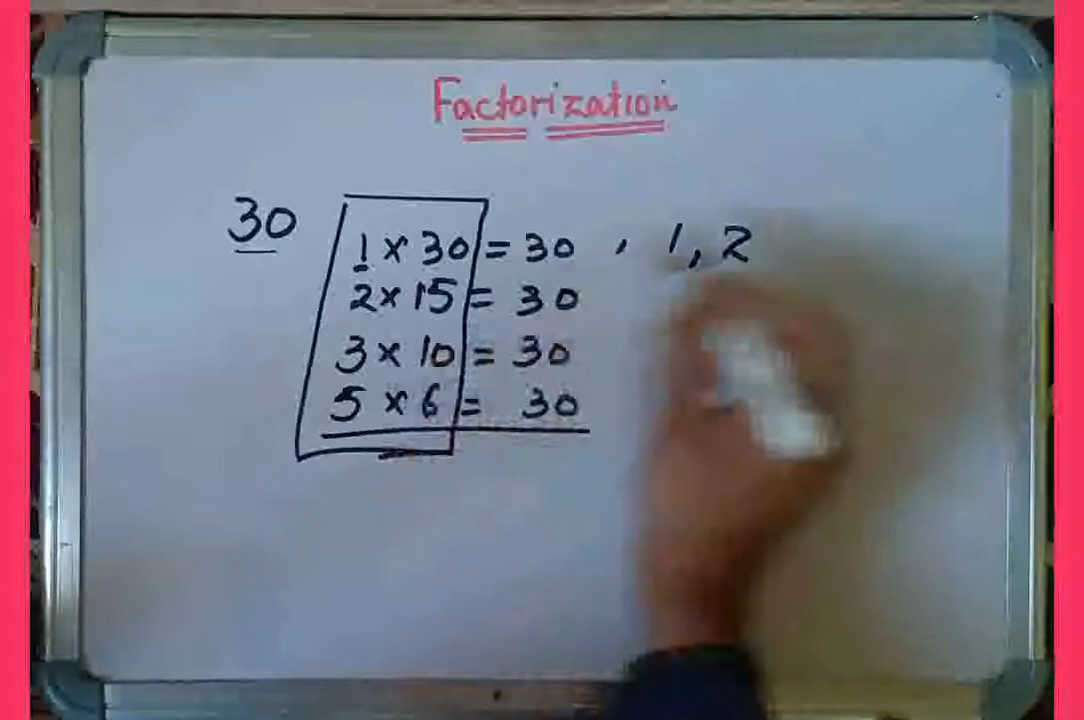 Factorization
30 1 x 30 = 30 , 1, 2
2 x 15 = 30
3 x 10 = 30
5 x 6 = 30